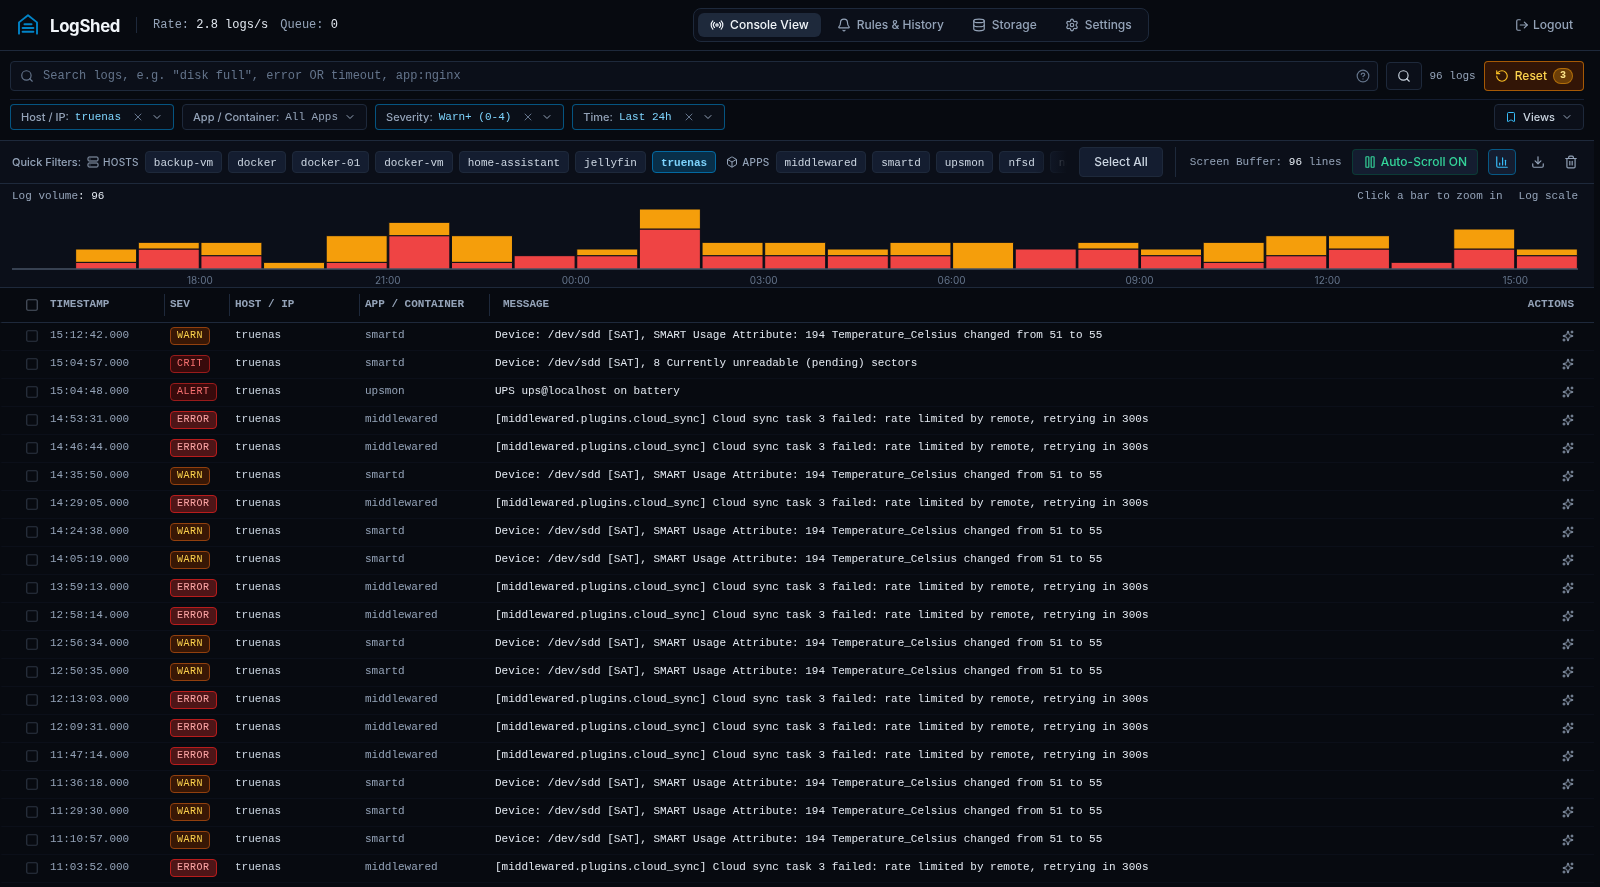 LogShed Rate: 2.8 logs/s Queue: 0 Console View Rules & History Storage Settings Logout
Search logs, e.g. "disk full", error OR timeout, app:nginx 96 logs Reset 3
Host / IP: truenas App / Container: All Apps Severity: Warn+ (0-4) Time: Last 24h Views
Quick Filters: HOSTS backup-vm docker docker-01 docker-vm home-assistant jellyfin truenas APPS middlewared smartd upsmon nfsd n Select All Screen Buffer: 96 lines Auto-Scroll ON
Log volume: 96 Click a bar to zoom in Log scale
18:00 21:00 00:00 03:00 06:00 09:00 12:00 15:00
TIMESTAMP SEV HOST / IP APP / CONTAINER MESSAGE ACTIONS
15:12:42.000 WARN truenas smartd Device: /dev/sdd [SAT], SMART Usage Attribute: 194 Temperature_Celsius changed from 51 to 55
15:04:57.000 CRIT truenas smartd Device: /dev/sdd [SAT], 8 Currently unreadable (pending) sectors
15:04:48.000 ALERT truenas upsmon UPS ups@localhost on battery
14:53:31.000 ERROR truenas middlewared [middlewared.plugins.cloud_sync] Cloud sync task 3 failed: rate limited by remote, retrying in 300s
14:46:44.000 ERROR truenas middlewared [middlewared.plugins.cloud_sync] Cloud sync task 3 failed: rate limited by remote, retrying in 300s
14:35:50.000 WARN truenas smartd Device: /dev/sdd [SAT], SMART Usage Attribute: 194 Temperature_Celsius changed from 51 to 55
14:29:05.000 ERROR truenas middlewared [middlewared.plugins.cloud_sync] Cloud sync task 3 failed: rate limited by remote, retrying in 300s
14:24:38.000 WARN truenas smartd Device: /dev/sdd [SAT], SMART Usage Attribute: 194 Temperature_Celsius changed from 51 to 55
14:05:19.000 WARN truenas smartd Device: /dev/sdd [SAT], SMART Usage Attribute: 194 Temperature_Celsius changed from 51 to 55
13:59:13.000 ERROR truenas middlewared [middlewared.plugins.cloud_sync] Cloud sync task 3 failed: rate limited by remote, retrying in 300s
12:58:14.000 ERROR truenas middlewared [middlewared.plugins.cloud_sync] Cloud sync task 3 failed: rate limited by remote, retrying in 300s
12:56:34.000 WARN truenas smartd Device: /dev/sdd [SAT], SMART Usage Attribute: 194 Temperature_Celsius changed from 51 to 55
12:50:35.000 WARN truenas smartd Device: /dev/sdd [SAT], SMART Usage Attribute: 194 Temperature_Celsius changed from 51 to 55
12:13:03.000 ERROR truenas middlewared [middlewared.plugins.cloud_sync] Cloud sync task 3 failed: rate limited by remote, retrying in 300s
12:09:31.000 ERROR truenas middlewared [middlewared.plugins.cloud_sync] Cloud sync task 3 failed: rate limited by remote, retrying in 300s
11:47:14.000 ERROR truenas middlewared [middlewared.plugins.cloud_sync] Cloud sync task 3 failed: rate limited by remote, retrying in 300s
11:36:18.000 WARN truenas smartd Device: /dev/sdd [SAT], SMART Usage Attribute: 194 Temperature_Celsius changed from 51 to 55
11:29:30.000 WARN truenas smartd Device: /dev/sdd [SAT], SMART Usage Attribute: 194 Temperature_Celsius changed from 51 to 55
11:10:57.000 WARN truenas smartd Device: /dev/sdd [SAT], SMART Usage Attribute: 194 Temperature_Celsius changed from 51 to 55
11:03:52.000 ERROR truenas middlewared [middlewared.plugins.cloud_sync] Cloud sync task 3 failed: rate limited by remote, retrying in 300s